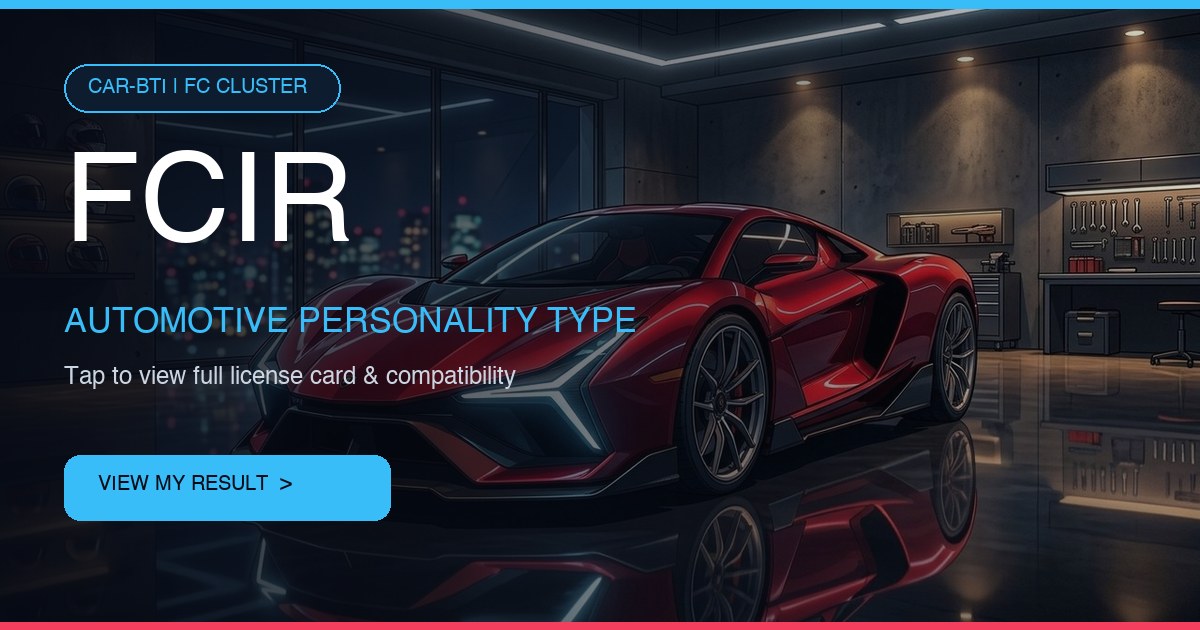 CAR-BTI | FC CLUSTER
FCIR
AUTOMOTIVE PERSONALITY TYPE
Tap to view full license card & compatibility
VIEW MY RESULT >